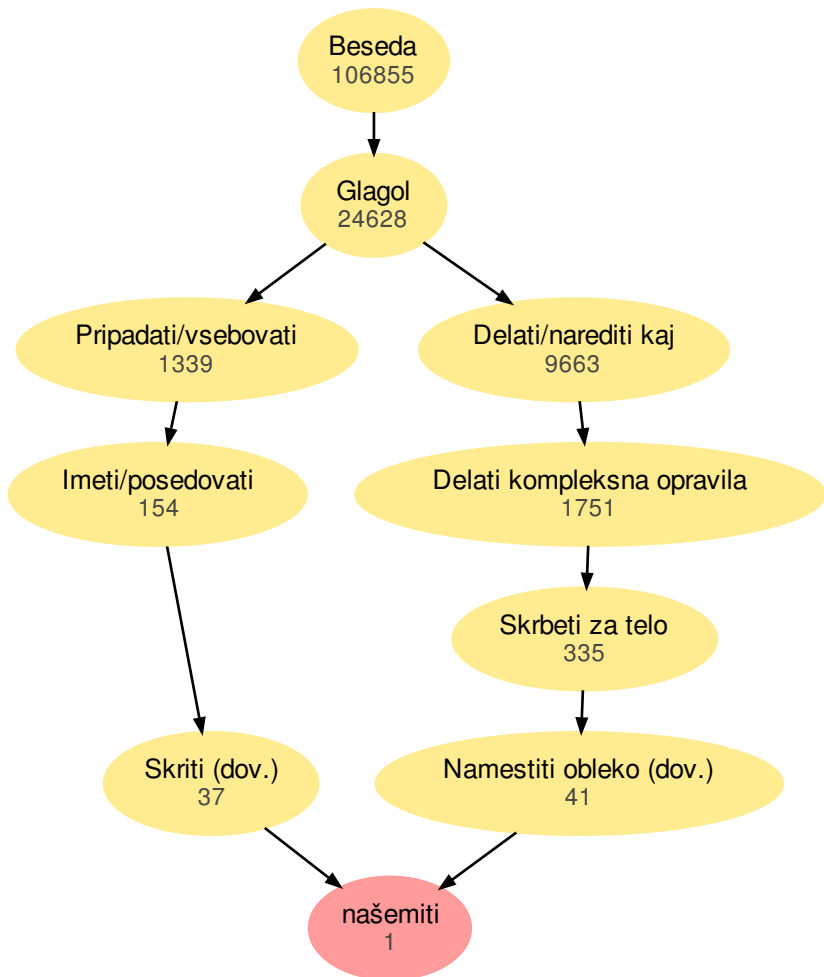 Beseda
106855
Glagol
24628
Pripadati/vsebovati
1339
Delati/narediti kaj
9663
Imeti/posedovati
154
Delati kompleksna opravila
1751
Skrbeti za telo
335
Skriti (dov.)
37
Namestiti obleko (dov.)
41
našemiti
1